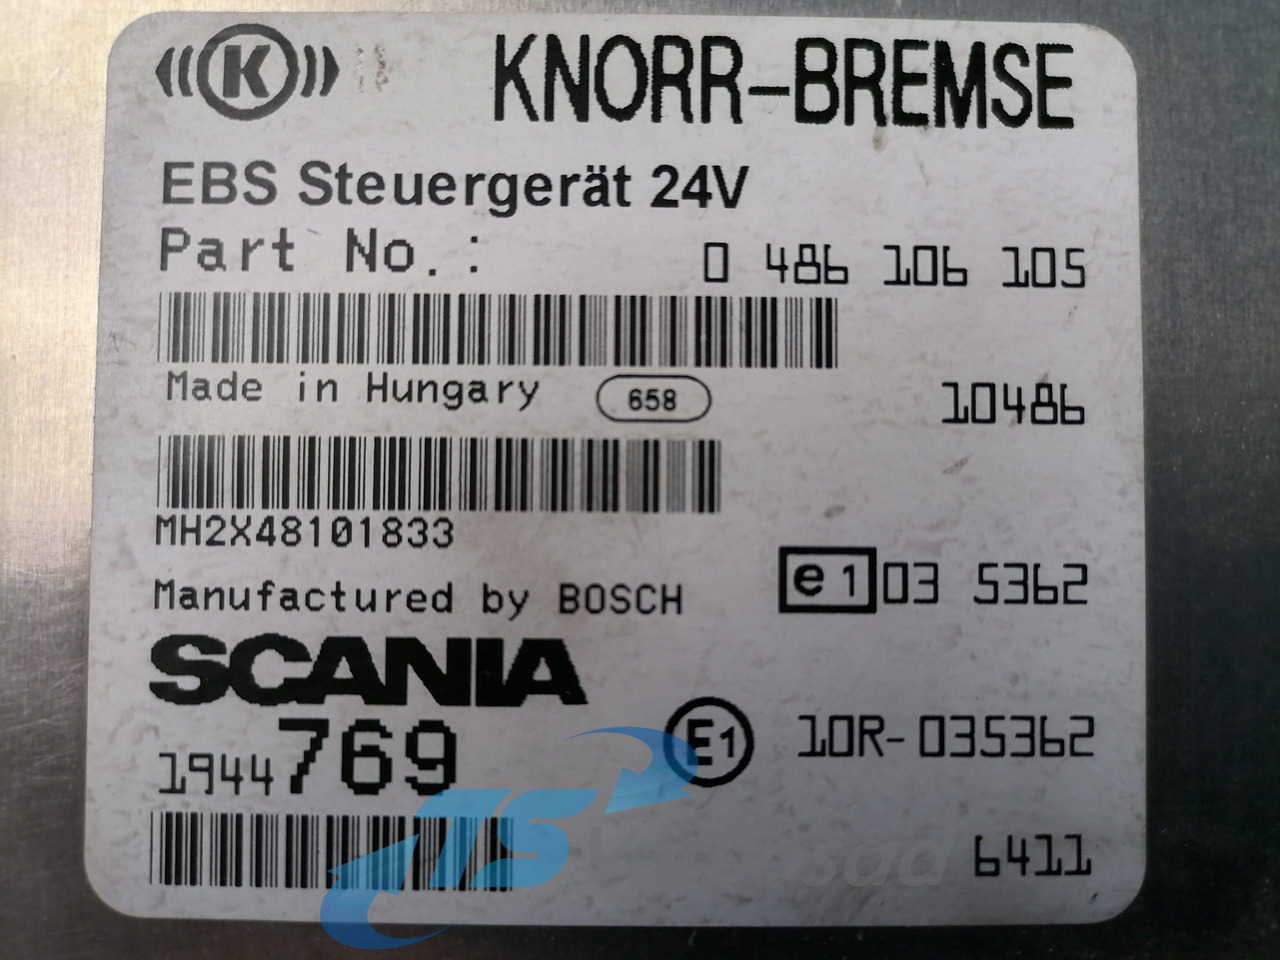 K KNORR-BREMSE
EBS Steuergerät 24V
Part No.: 0 486 106 105
Made in Hungary 658 10486
MH2X48101833
Manufactured by BOSCH e1 03 5362
SCANIA
1944769 E1 10R-035362
TS
6411